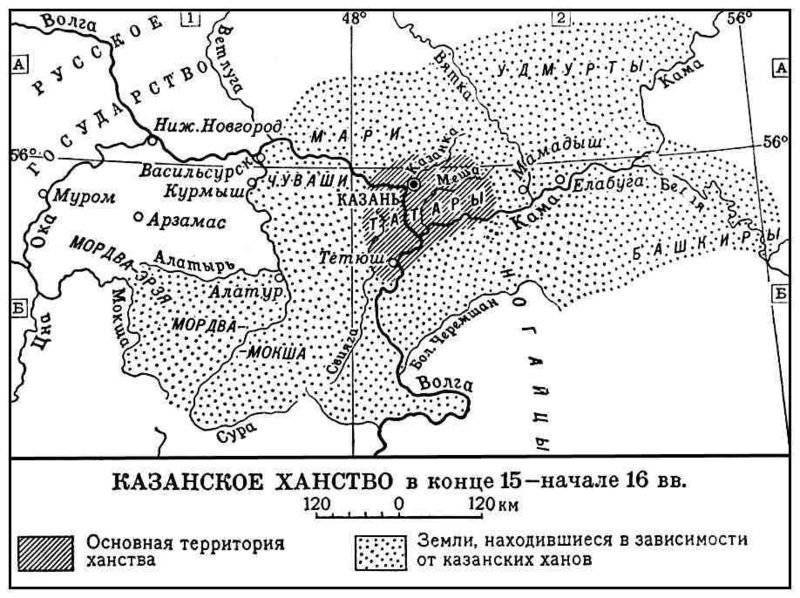 1
48°
2
56°
Волга
РУССКОЕ
ГОСУДАРСТВО
Ветлуга
Вятка
УДМУРТЫ
Кама
А
А
Ниж. Новгород
МАРИ
Казанка
Мамадыш
56°
56°
Васильсурск
Курмыш
ЧУВАШИ
КАЗАНЬ
Меша
ТАТАРЫ
Елабуга
Белая
Кама
Муром
Ока
Арзамас
БАШКИРЫ
МОРДВА-ЭРЗЯ
Алатырь
Алатур
Тетюш
НОГАЙЦЫ
Б
Б
Цна
Мокша
МОРДВА-
-МОКША
Свияга
Бол. Черемшан
Волга
Сура
КАЗАНСКОЕ ХАНСТВО в конце 15–начале 16 вв.
120 0 120 км
Основная территория
ханства
Земли, находившиеся в зависимости
от казанских ханов